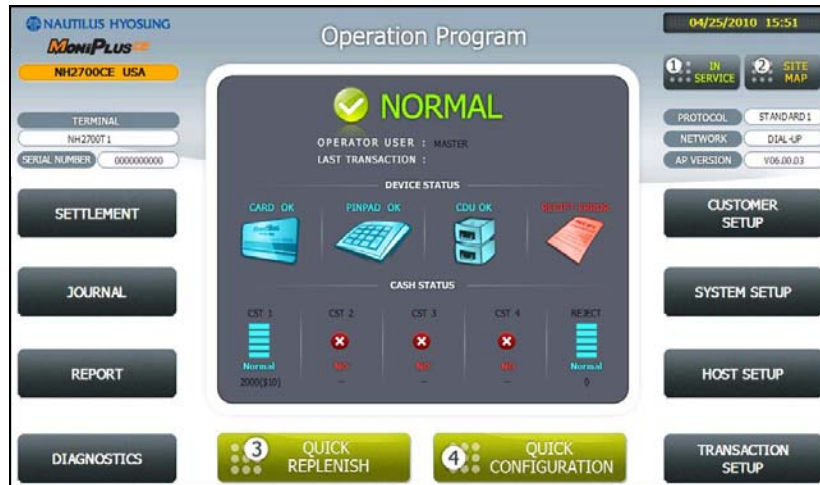 NAUTILUS HYOSUNG
MoniPlusCE
NH2700CE USA
Operation Program
04/25/2010 15:51
1 IN SERVICE
2 SITE MAP
TERMINAL
NH2700T1
SERIAL NUMBER 0000000000
PROTOCOL STANDARD1
NETWORK DIAL-UP
AP VERSION V06.00.03
NORMAL
OPERATOR USER : MASTER
LAST TRANSACTION :
DEVICE STATUS
CARD OK PINPAD OK CDU OK RECEIPT ERROR
CASH STATUS
CST 1 CST 2 CST 3 CST 4 REJECT
Normal NO NO NO Normal
2000($10) -- -- -- 0
SETTLEMENT
JOURNAL
REPORT
DIAGNOSTICS
CUSTOMER
SETUP
SYSTEM SETUP
HOST SETUP
TRANSACTION
SETUP
3 QUICK
REPLENISH
4 QUICK
CONFIGURATION